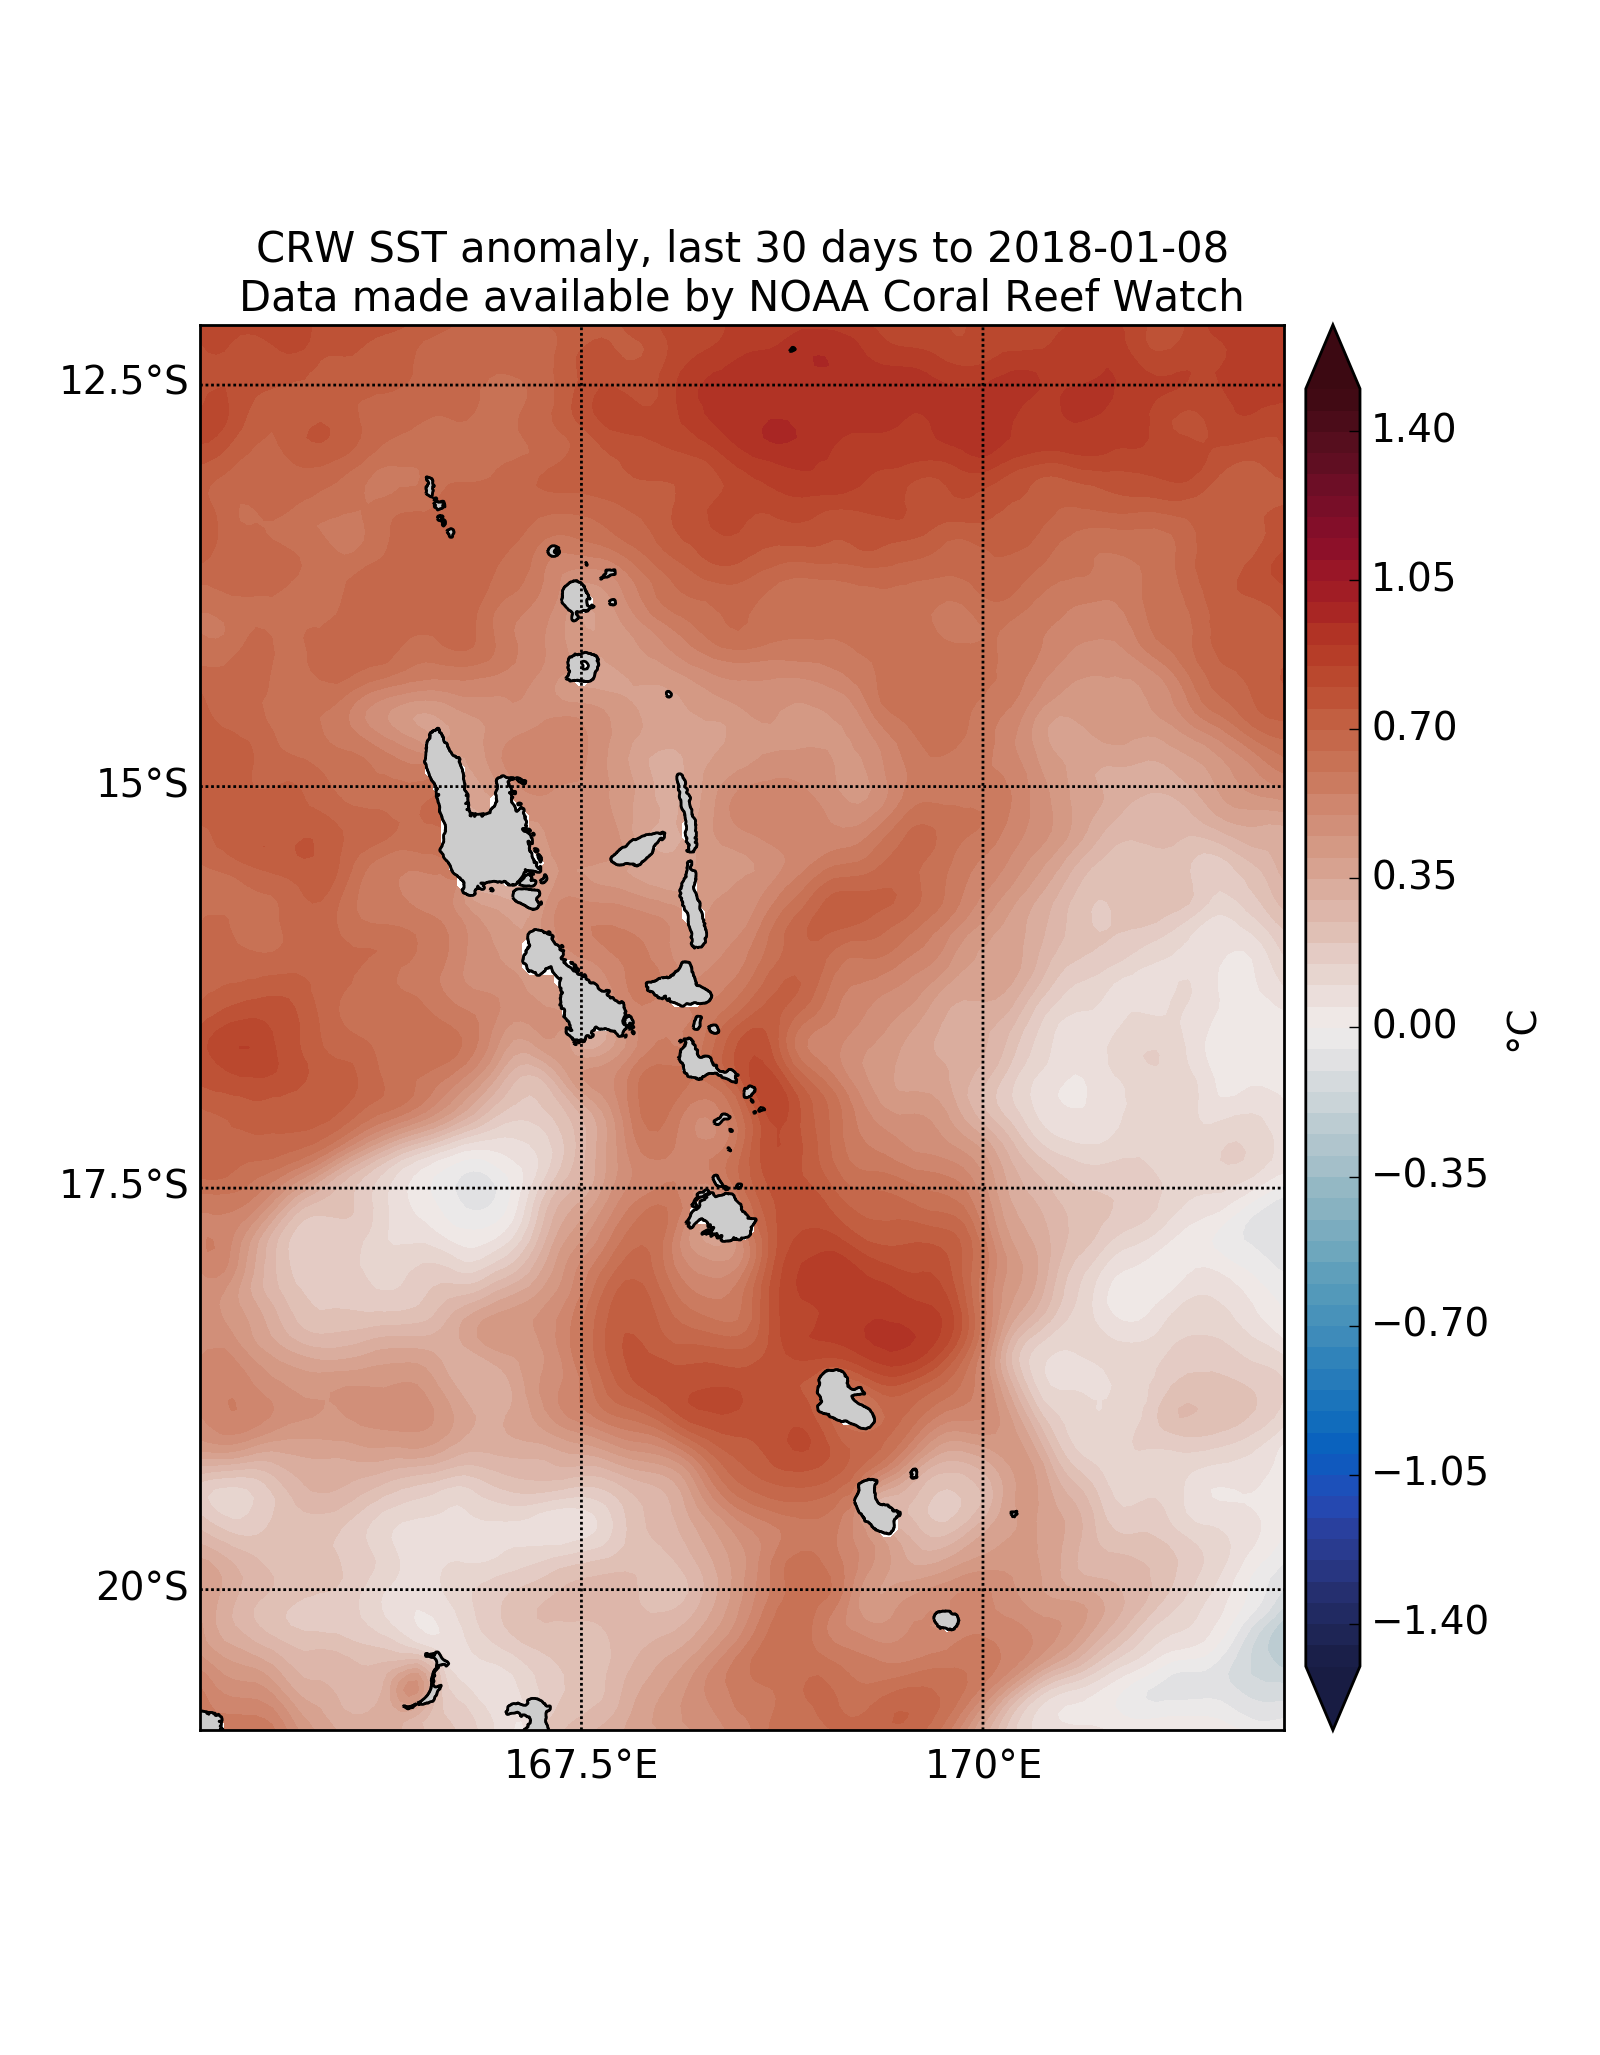 CRW SST anomaly, last 30 days to 2018-01-08
Data made available by NOAA Coral Reef Watch
12.5°S
15°S
17.5°S
20°S
167.5°E
170°E
1.40
1.05
0.70
0.35
0.00
−0.35
−0.70
−1.05
−1.40
°C